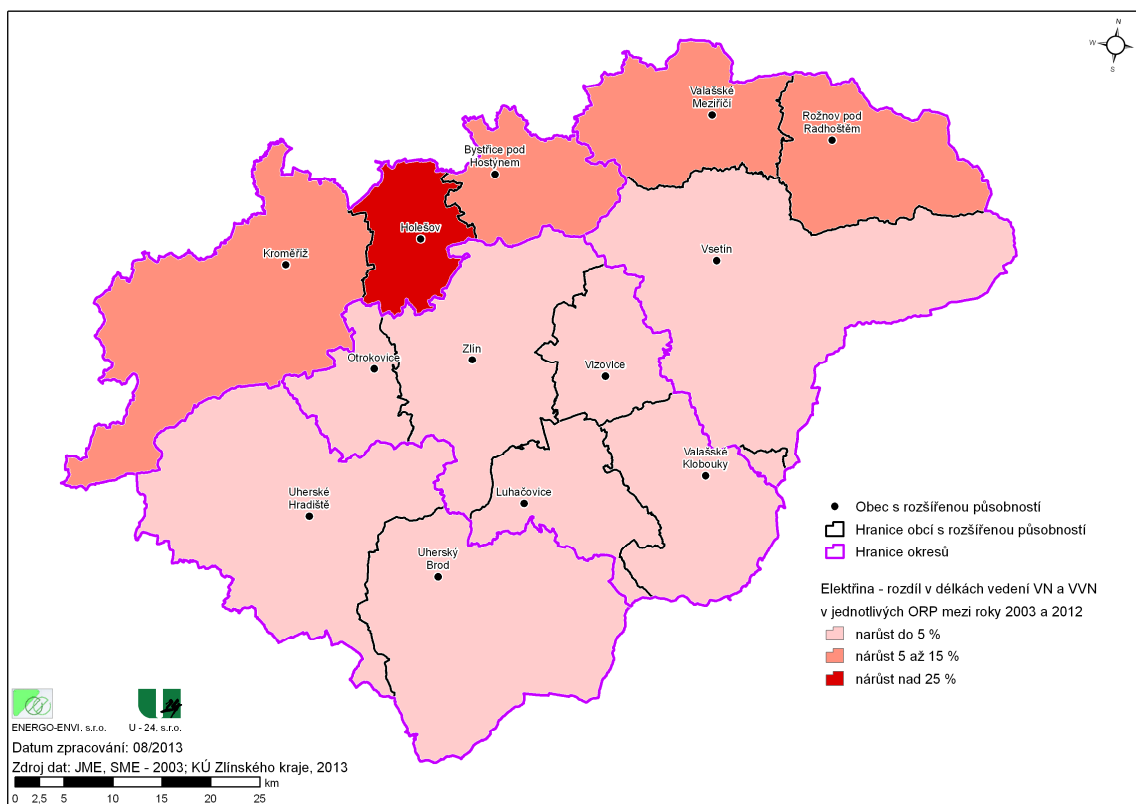 N
W
S
Valašské
Meziříčí
Rožnov pod
Radhoštěm
Bystřice pod
Hostynem
Holešov
Kroměříž
Vsetín
Otrokovice
Zlín
Vizovice
Valašské
Klobouky
Uherské
Hradiště
Luhačovice
Uherský
Brod
Obec s rozšířenou působností
Hranice obcí s rozšířenou působností
Hranice okresů
Elektřina - rozdíl v délkách vedení VN a VVN
v jednotlivých ORP mezi roky 2003 a 2012
narůst do 5 %
nárůst 5 až 15 %
nárůst nad 25 %
ENERGO-ENVI. s.r.o. U - 24. s.r.o.
Datum zpracování: 08/2013
Zdroj dat: JME, SME - 2003; KÚ Zlínského kraje, 2013
km
0 2,5 5 10 15 20 25